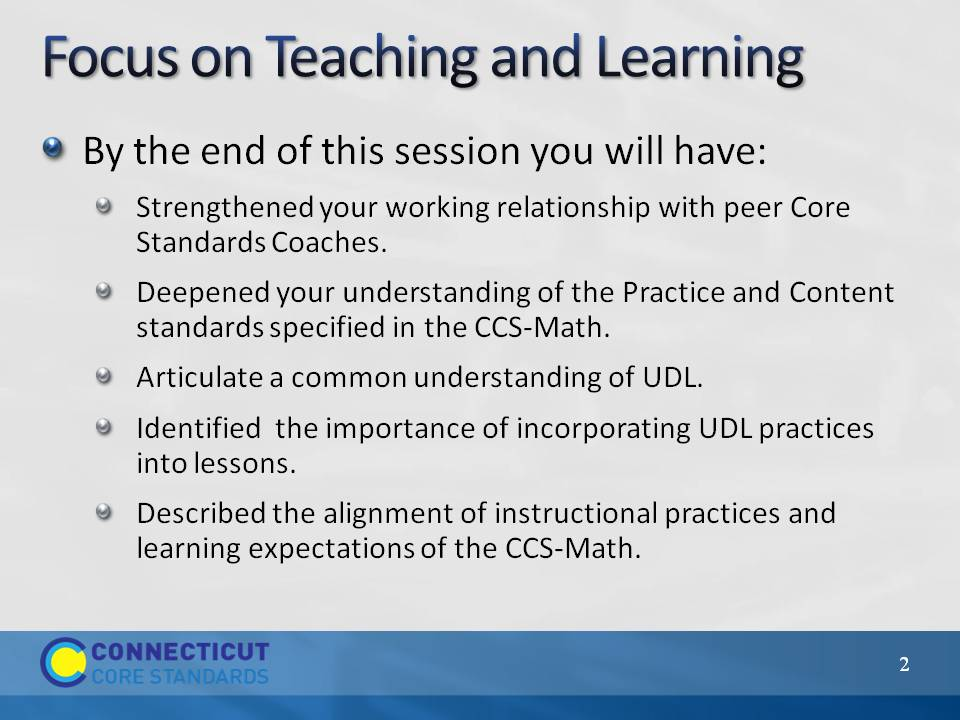 Focus on Teaching and Learning
By the end of this session you will have:
Strengthened your working relationship with peer Core
Standards Coaches.
Deepened your understanding of the Practice and Content
standards specified in the CCS-Math.
Articulate a common understanding of UDL.
Identified  the importance of incorporating UDL practices
into lessons.
Described the alignment of instructional practices and
learning expectations of the CCS-Math.
CONNECTICUT
CORE STANDARDS
2